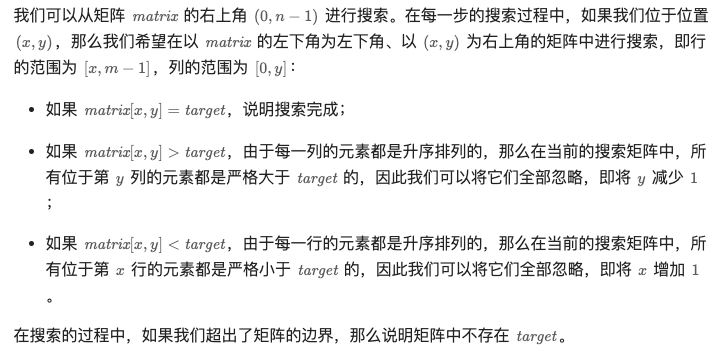 我们可以从矩阵 matrix 的右上角 (0, n − 1) 进行搜索。在每一步的搜索过程中，如果我们位于位置
(x, y)，那么我们希望在以 matrix 的左下角为左下角、以 (x, y) 为右上角的矩阵中进行搜索，即行
的范围为 [x, m − 1]，列的范围为 [0, y]：
• 如果 matrix[x, y] = target，说明搜索完成；
• 如果 matrix[x, y] > target，由于每一列的元素都是升序排列的，那么在当前的搜索矩阵中，所
有位于第 y 列的元素都是严格大于 target 的，因此我们可以将它们全部忽略，即将 y 减少 1
；
• 如果 matrix[x, y] < target，由于每一行的元素都是升序排列的，那么在当前的搜索矩阵中，所
有位于第 x 行的元素都是严格小于 target 的，因此我们可以将它们全部忽略，即将 x 增加 1
。
在搜索的过程中，如果我们超出了矩阵的边界，那么说明矩阵中不存在 target。